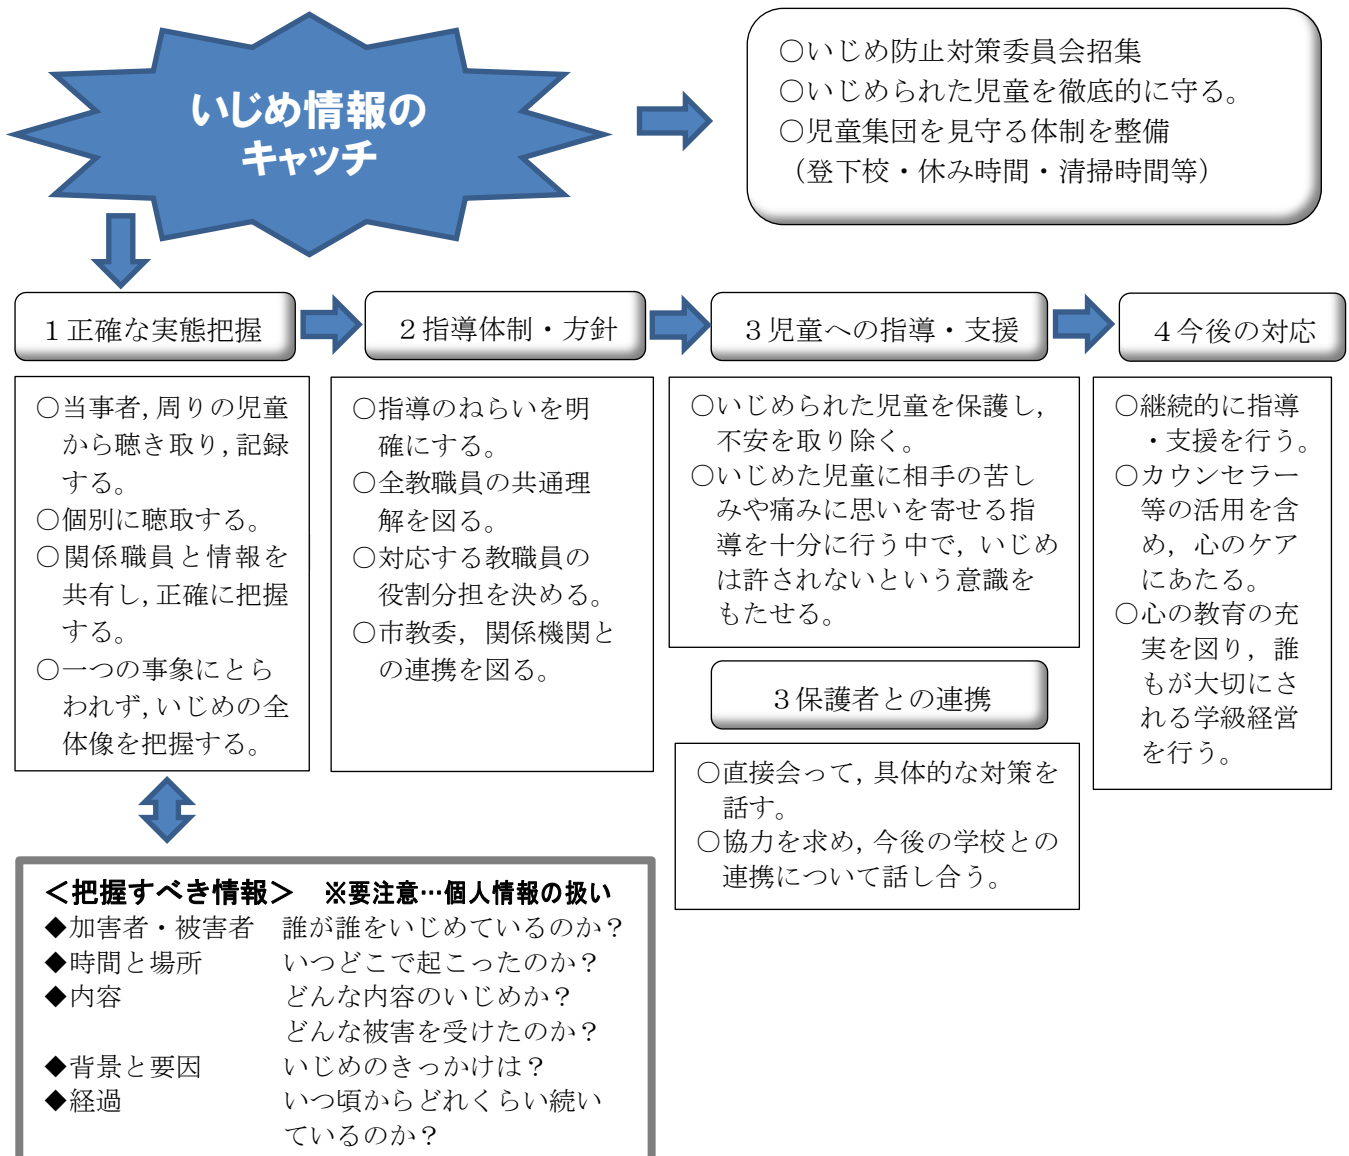 いじめ情報の
キャッチ
○いじめ防止対策委員会招集
○いじめられた児童を徹底的に守る。
○児童集団を見守る体制を整備
（登下校・休み時間・清掃時間等）
１正確な実態把握
○当事者，周りの児童
から聴き取り，記録
する。
○個別に聴取する。
○関係職員と情報を
共有し，正確に把握
する。
○一つの事象にとら
われず，いじめの全
体像を把握する。
２指導体制・方針
○指導のねらいを明
確にする。
○全教職員の共通理
解を図る。
○対応する教職員の
役割分担を決める。
○市教委，関係機関と
の連携を図る。
３児童への指導・支援
○いじめられた児童を保護し，
不安を取り除く。
○いじめた児童に相手の苦し
みや痛みに思いを寄せる指
導を十分に行う中で，いじめ
は許されないという意識を
もたせる。
３保護者との連携
○直接会って，具体的な対策を
話す。
○協力を求め，今後の学校との
連携について話し合う。
４今後の対応
○継続的に指導
・支援を行う。
○カウンセラー
等の活用を含
め，心のケア
にあたる。
○心の教育の充
実を図り，誰
もが大切にさ
れる学級経営
を行う。
＜把握すべき情報＞　※要注意…個人情報の扱い
◆加害者・被害者　誰が誰をいじめているのか？
◆時間と場所　いつどこで起こったのか？
◆内容　どんな内容のいじめか？
どんな被害を受けたのか？
◆背景と要因　いじめのきっかけは？
◆経過　いつ頃からどれくらい続い
ているのか？